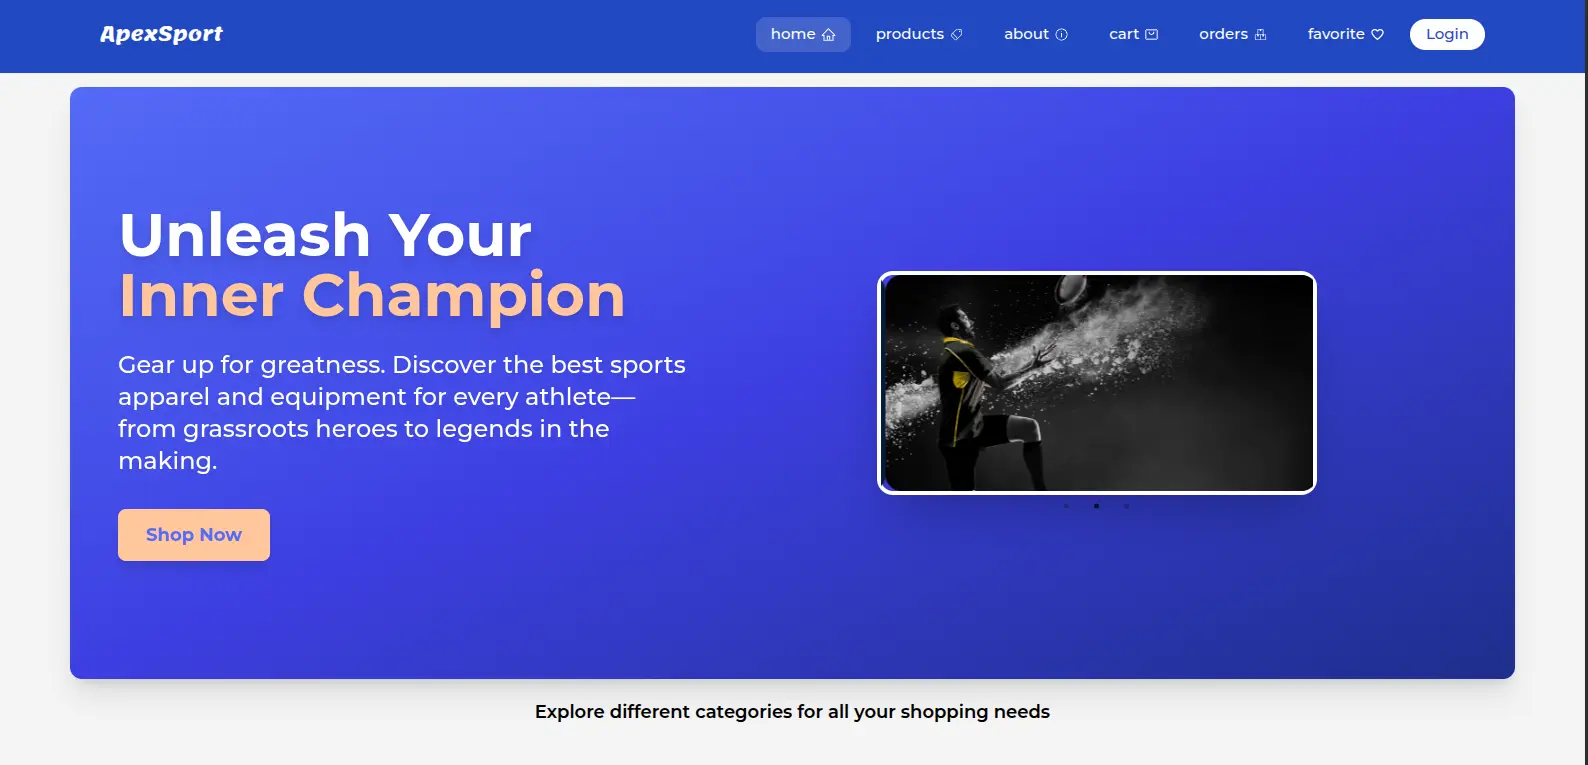 ApexSport
home
products
about
cart
orders
favorite
Login
Unleash Your
Inner Champion
Gear up for greatness. Discover the best sports
apparel and equipment for every athlete—
from grassroots heroes to legends in the
making.
Shop Now
Explore different categories for all your shopping needs